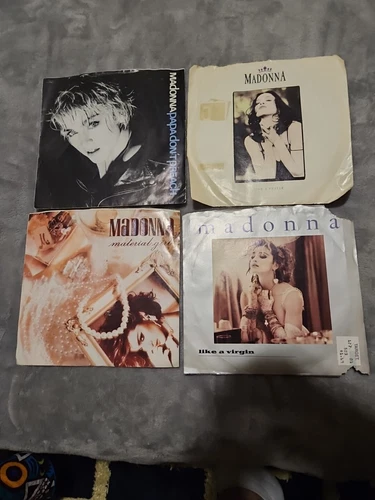 MADONNA PAPA DON'T PREACH
MADONNA
MADONNA
material girl
madonna
like a virgin